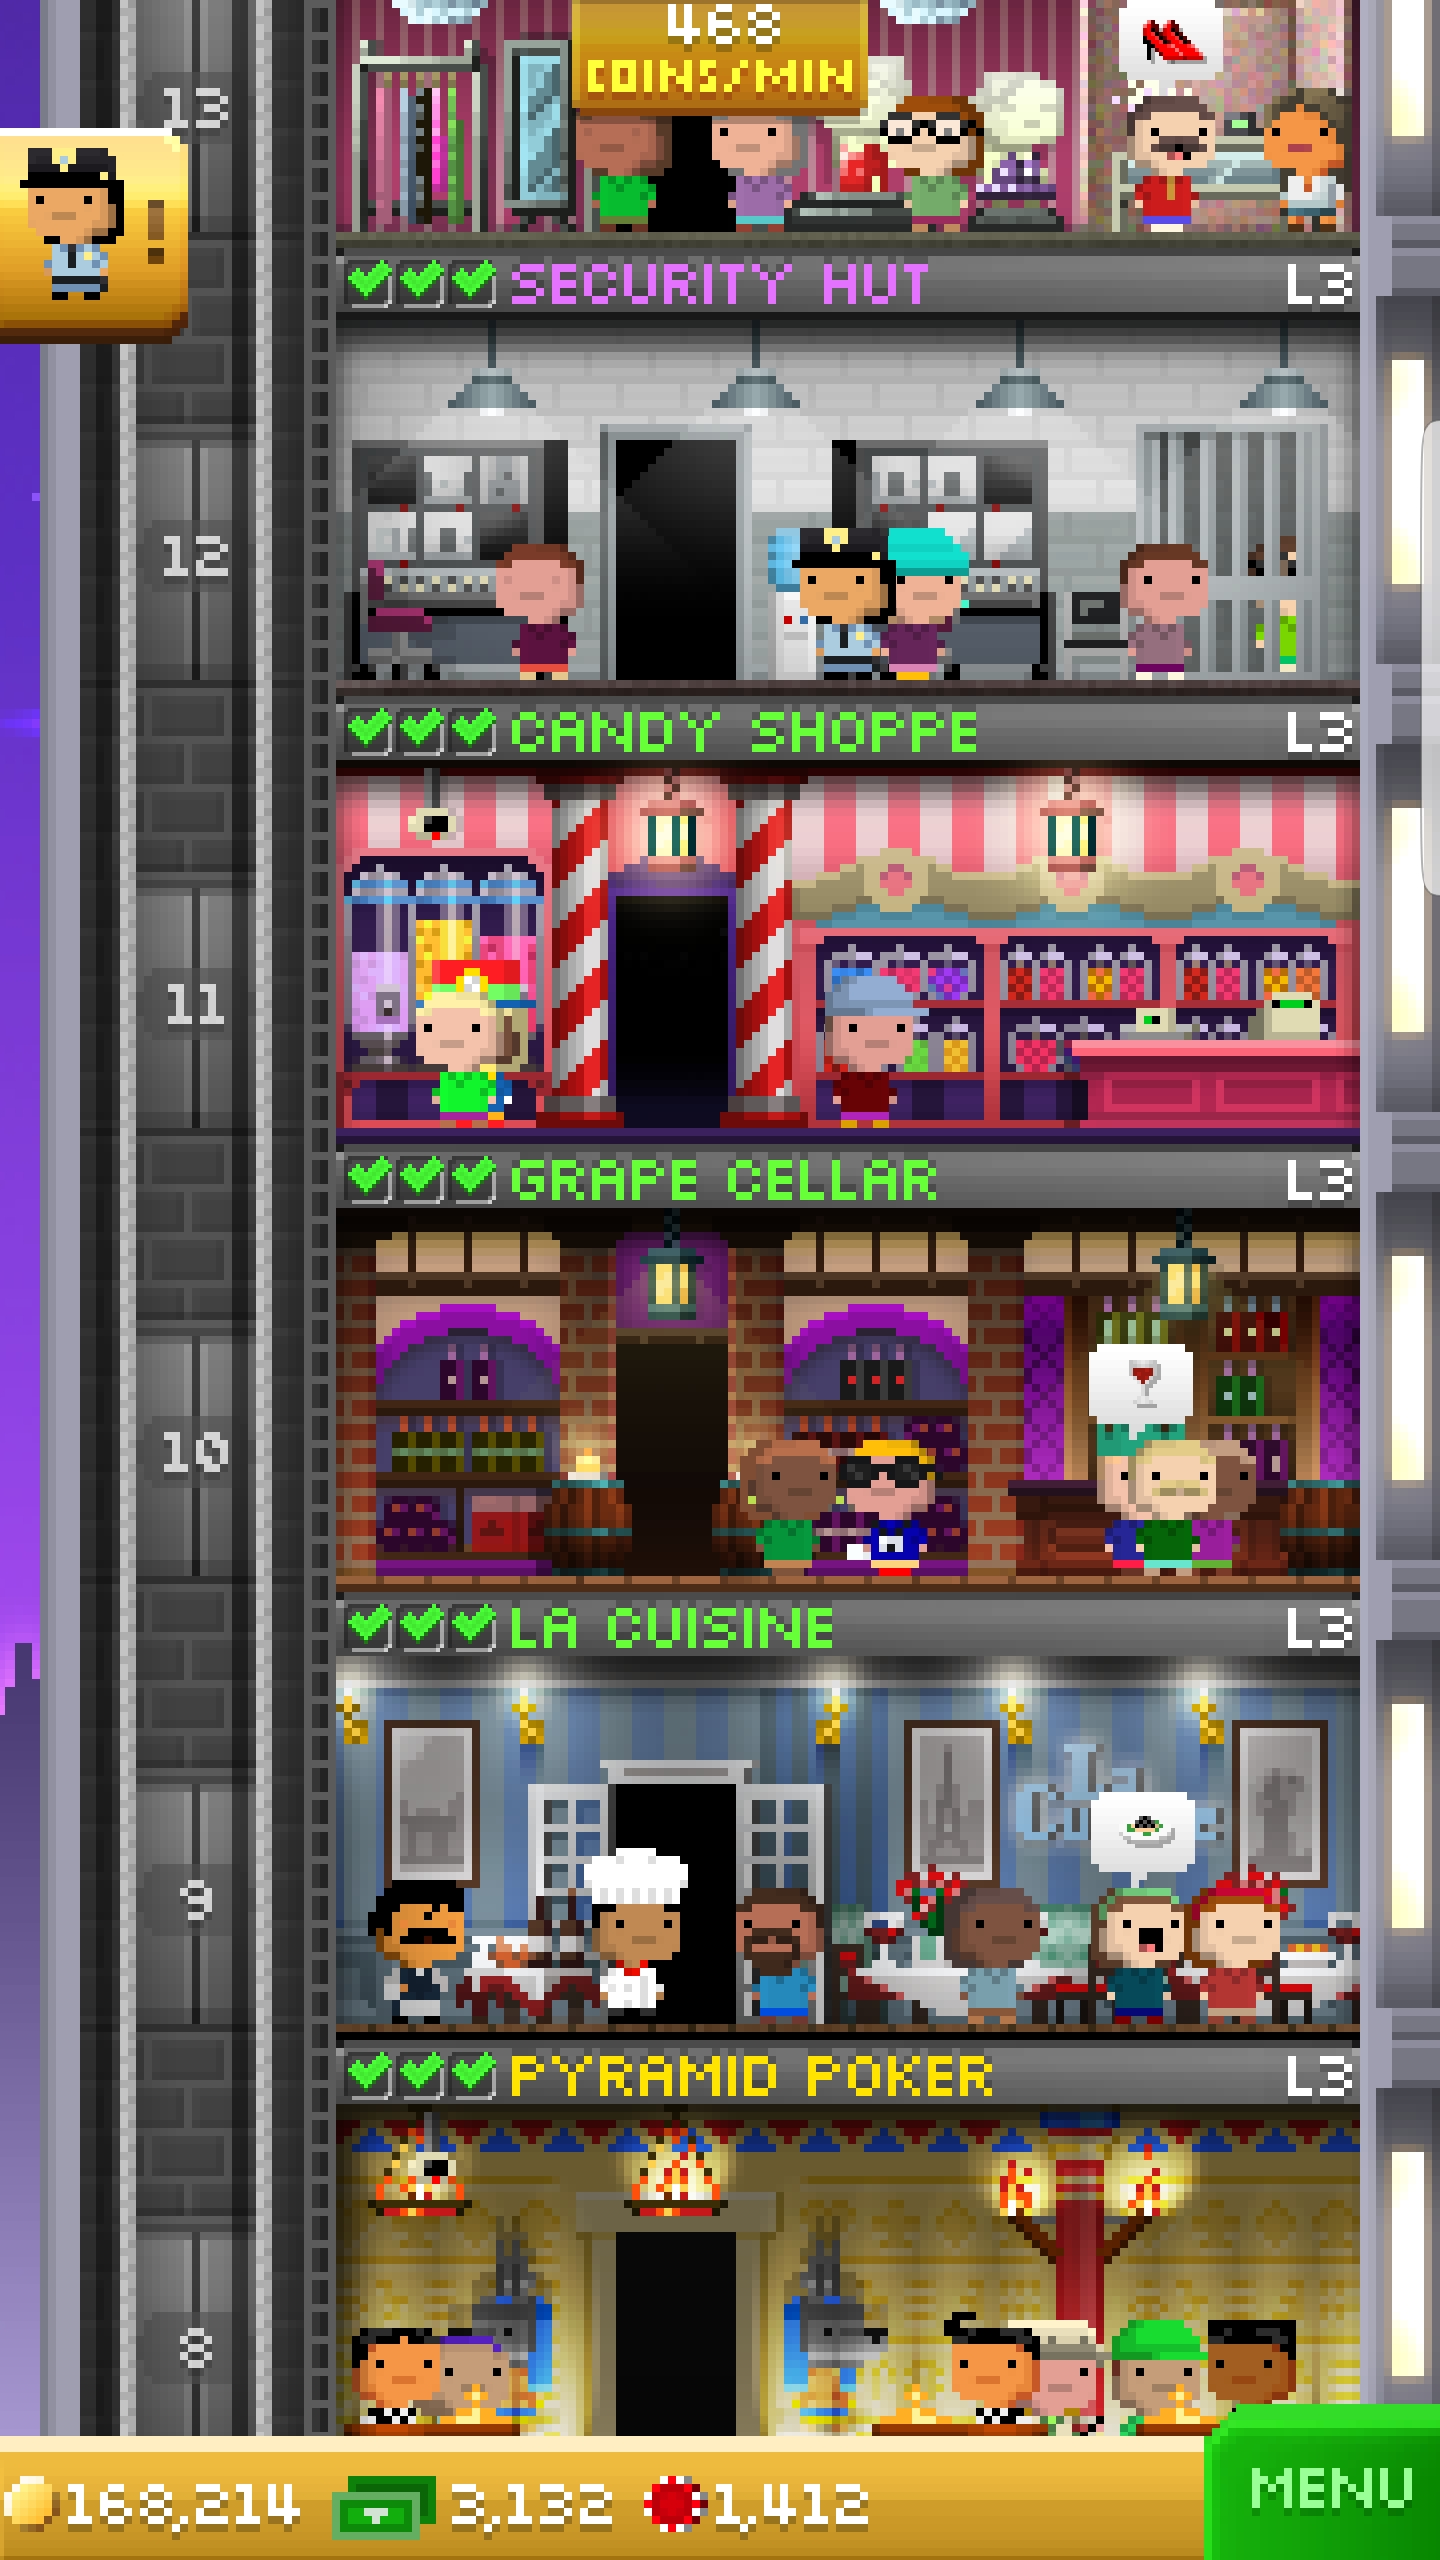 468
COINS/MIN
13
!
SECURITY HUT L3
12
CANDY SHOPPE L3
11
GRAPE CELLAR L3
10
LA CUISINE L3
La
9
PYRAMID POKER L3
8
168,214 3,132 1,412
MENU